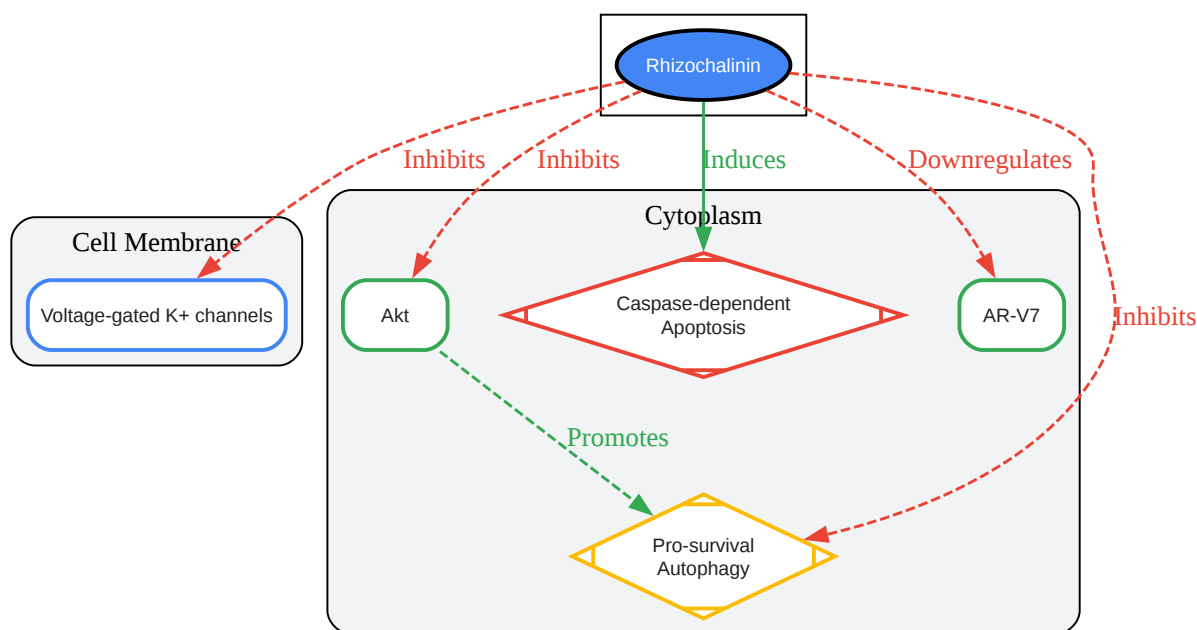 Rhizochalinin
Inhibits
Inhibits
Induces
Downregulates
Cell Membrane
Cytoplasm
Voltage-gated K+ channels
Akt
Caspase-dependent
Apoptosis
AR-V7
Inhibits
Promotes
Pro-survival
Autophagy